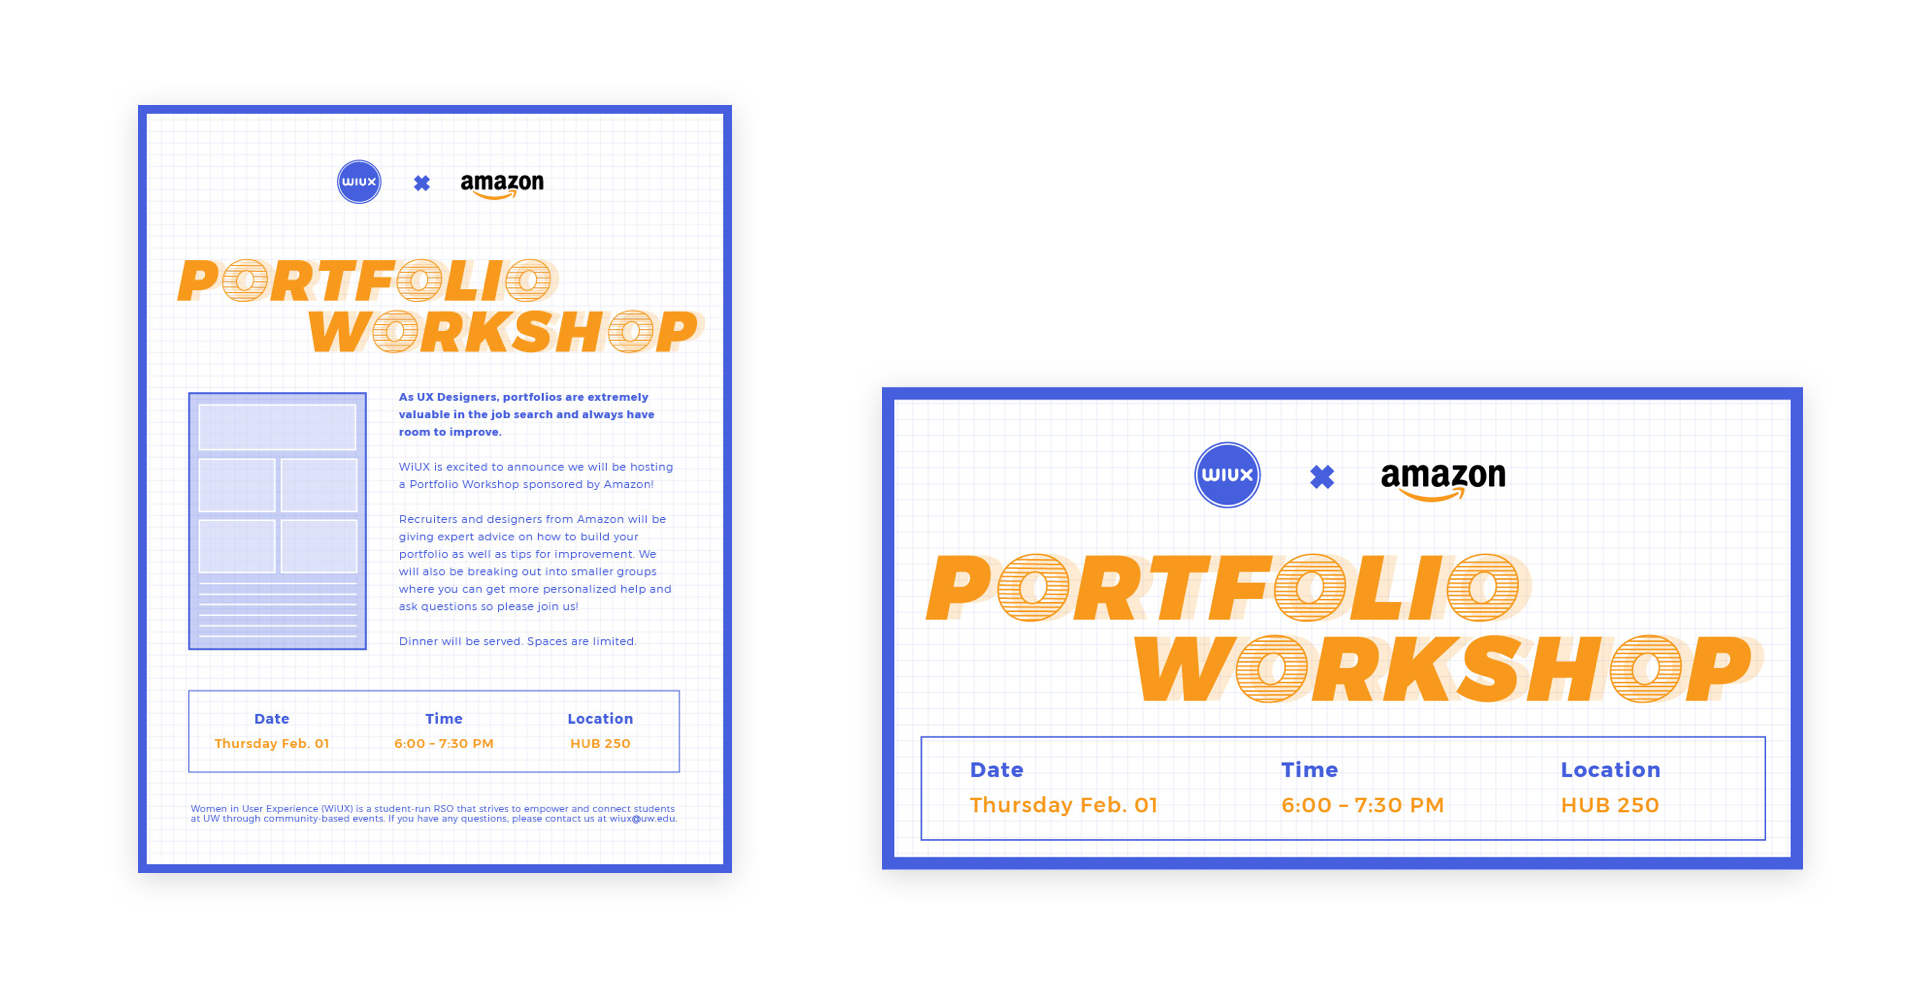 WIUX ✖ amazon
PORTFOLIO
WORKSHOP
As UX Designers, portfolios are extremely
valuable in the job search and always have
room to improve.
WiUX is excited to announce we will be hosting
a Portfolio Workshop sponsored by Amazon!
Recruiters and designers from Amazon will be
giving expert advice on how to build your
portfolio as well as tips for improvement. We
will also be breaking out into smaller groups
where you can get more personalized help and
ask questions so please join us!
Dinner will be served. Spaces are limited.
Date Time Location
Thursday Feb. 01 6:00 – 7:30 PM HUB 250
Women in User Experience (WiUX) is a student-run RSO that strives to empower and connect students
at UW through community-based events. If you have any questions, please contact us at wiux@uw.edu.
WIUX ✖ amazon
PORTFOLIO
WORKSHOP
Date Time Location
Thursday Feb. 01 6:00 – 7:30 PM HUB 250